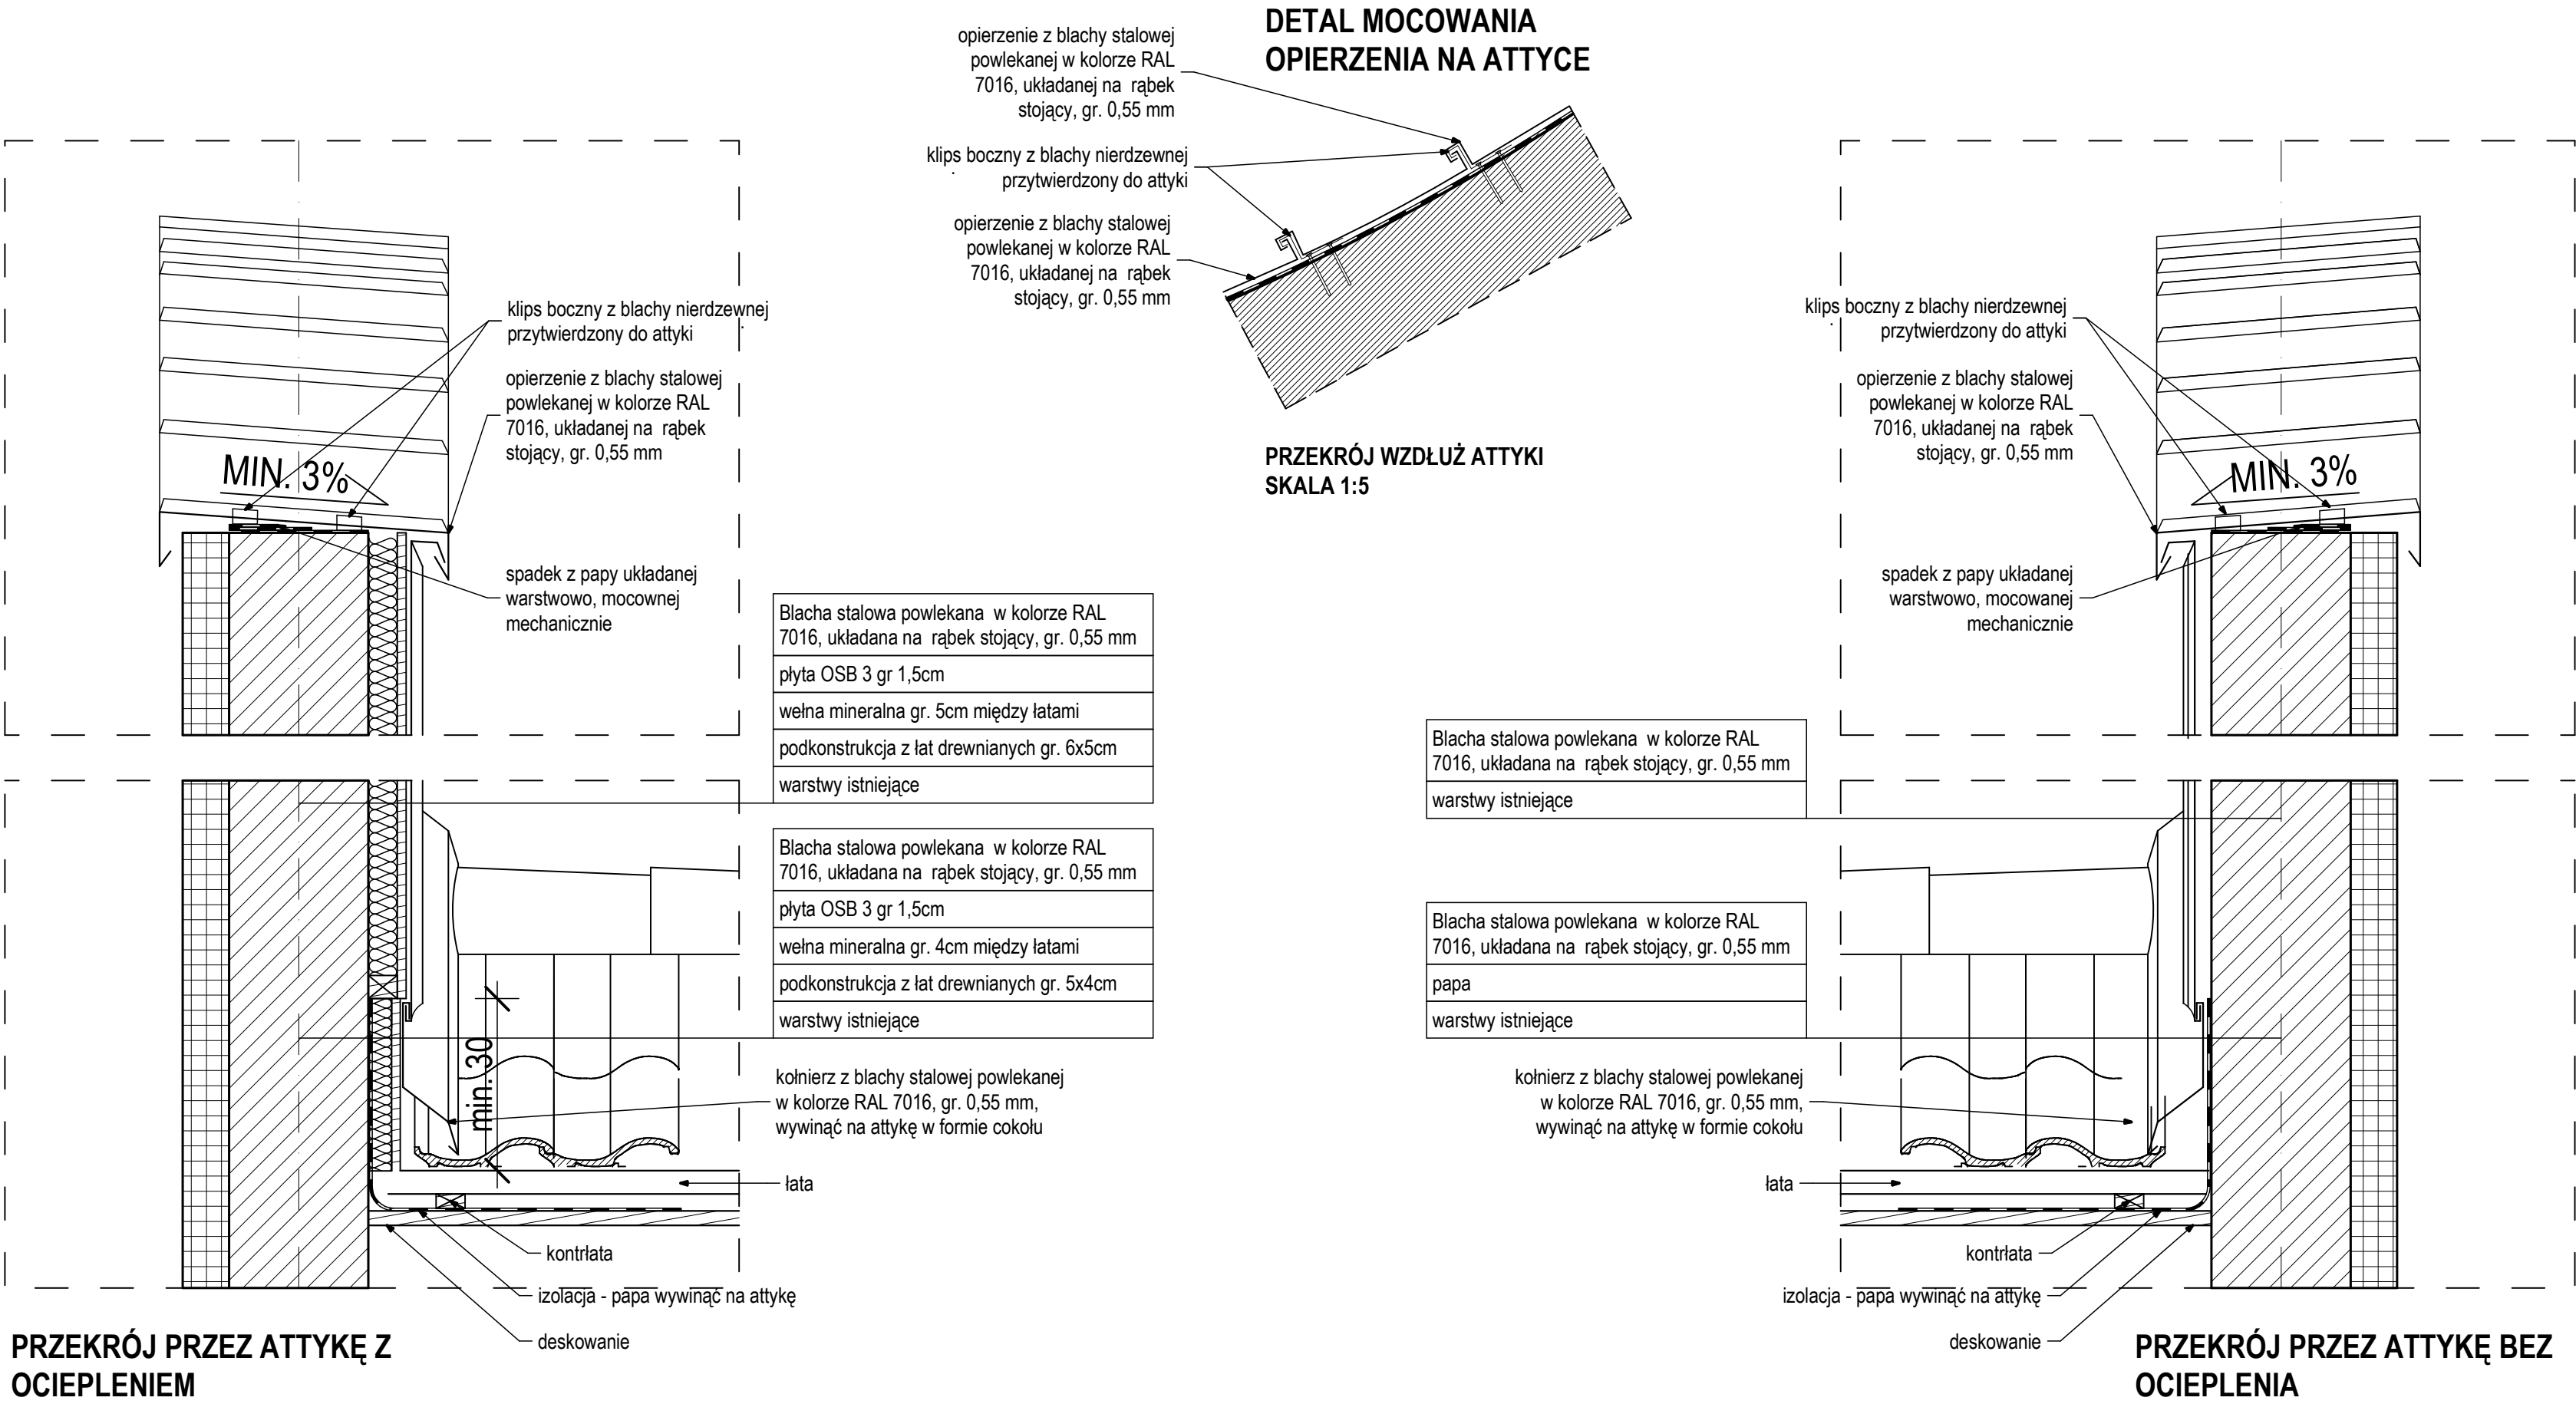 DETAL MOCOWANIA
OPIERZENIA NA ATTYCE
opierzenie z blachy stalowej
powlekanej w kolorze RAL
7016, układanej na rąbek
stojący, gr. 0,55 mm
klips boczny z blachy nierdzewnej
przytwierdzony do attyki
opierzenie z blachy stalowej
powlekanej w kolorze RAL
7016, układanej na rąbek
stojący, gr. 0,55 mm
PRZEKRÓJ WZDŁUŻ ATTYKI
SKALA 1:5
klips boczny z blachy nierdzewnej
przytwierdzony do attyki
opierzenie z blachy stalowej
powlekanej w kolorze RAL
7016, układanej na rąbek
stojący, gr. 0,55 mm
MIN. 3%
spadek z papy układanej
warstwowo, mocownej
mechanicznie
Blacha stalowa powlekana w kolorze RAL
7016, układana na rąbek stojący, gr. 0,55 mm
płyta OSB 3 gr 1,5cm
wełna mineralna gr. 5cm między łatami
podkonstrukcja z łat drewnianych gr. 6x5cm
warstwy istniejące
Blacha stalowa powlekana w kolorze RAL
7016, układana na rąbek stojący, gr. 0,55 mm
płyta OSB 3 gr 1,5cm
wełna mineralna gr. 4cm między łatami
podkonstrukcja z łat drewnianych gr. 5x4cm
warstwy istniejące
min. 30
kołnierz z blachy stalowej powlekanej
w kolorze RAL 7016, gr. 0,55 mm,
wywinąć na attykę w formie cokołu
łata
kontrłata
izolacja - papa wywinąć na attykę
deskowanie
PRZEKRÓJ PRZEZ ATTYKĘ Z
OCIEPLENIEM
klips boczny z blachy nierdzewnej
przytwierdzony do attyki
opierzenie z blachy stalowej
powlekanej w kolorze RAL
7016, układanej na rąbek
stojący, gr. 0,55 mm
MIN. 3%
spadek z papy układanej
warstwowo, mocowanej
mechanicznie
Blacha stalowa powlekana w kolorze RAL
7016, układana na rąbek stojący, gr. 0,55 mm
warstwy istniejące
Blacha stalowa powlekana w kolorze RAL
7016, układana na rąbek stojący, gr. 0,55 mm
papa
warstwy istniejące
kołnierz z blachy stalowej powlekanej
w kolorze RAL 7016, gr. 0,55 mm,
wywinąć na attykę w formie cokołu
łata
kontrłata
izolacja - papa wywinąć na attykę
deskowanie
PRZEKRÓJ PRZEZ ATTYKĘ BEZ
OCIEPLENIA